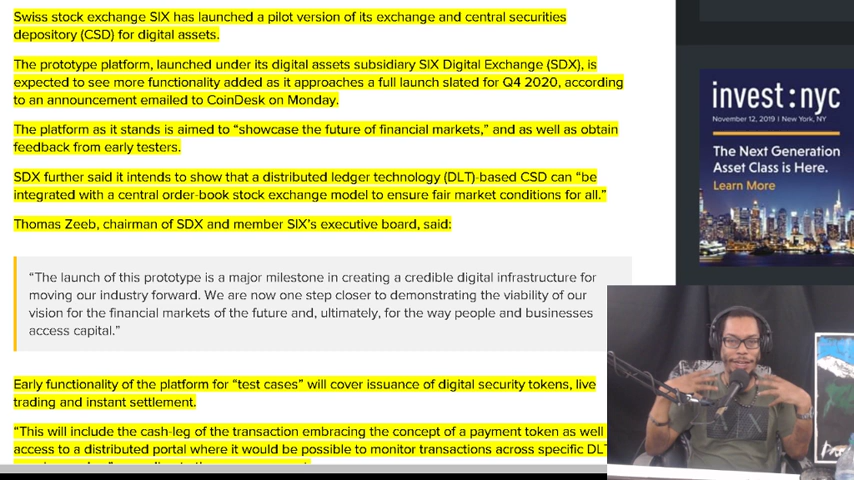 Swiss stock exchange SIX has launched a pilot version of its exchange and central securities
depository (CSD) for digital assets.
The prototype platform, launched under its digital assets subsidiary SIX Digital Exchange (SDX), is
expected to see more functionality added as it approaches a full launch slated for Q4 2020, according
to an announcement emailed to CoinDesk on Monday.
The platform as it stands is aimed to “showcase the future of financial markets,” and as well as obtain
feedback from early testers.
SDX further said it intends to show that a distributed ledger technology (DLT)-based CSD can “be
integrated with a central order-book stock exchange model to ensure fair market conditions for all.”
Thomas Zeeb, chairman of SDX and member SIX’s executive board, said:
“The launch of this prototype is a major milestone in creating a credible digital infrastructure for
moving our industry forward. We are now one step closer to demonstrating the viability of our
vision for the financial markets of the future and, ultimately, for the way people and businesses
access capital.”
Early functionality of the platform for “test cases” will cover issuance of digital security tokens, live
trading and instant settlement.
“This will include the cash-leg of the transaction embracing the concept of a payment token as well
access to a distributed portal where it would be possible to monitor transactions across specific DLT
invest:nyc
November 12, 2019 | New York, NY
The Next Generation
Asset Class is Here.
Learn More